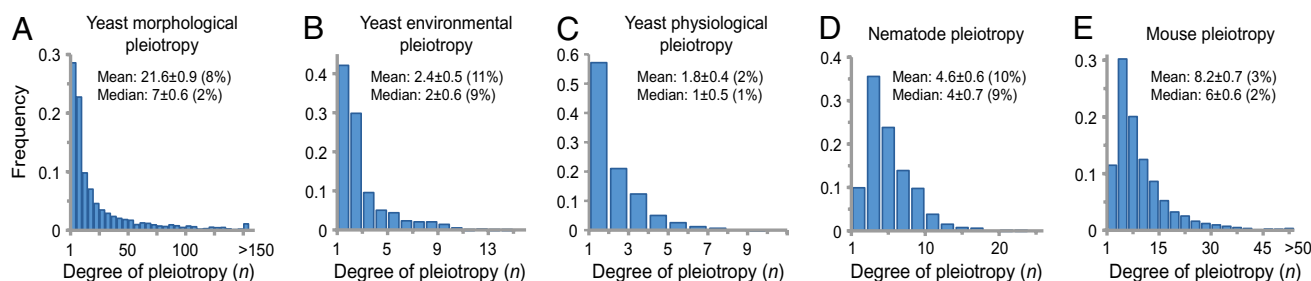 A
Yeast morphological
pleiotropy
Mean: 21.6±0.9 (8%)
Median: 7±0.6 (2%)
Frequency
0.3
0.2
0.1
0
1 50 100 >150
Degree of pleiotropy (n)
B
Yeast environmental
pleiotropy
Mean: 2.4±0.5 (11%)
Median: 2±0.6 (9%)
0.4
0.3
0.2
0.1
0
1 5 9 13
Degree of pleiotropy (n)
C
Yeast physiological
pleiotropy
Mean: 1.8±0.4 (2%)
Median: 1±0.5 (1%)
0.6
0.5
0.4
0.3
0.2
0.1
0
1 3 5 7 9
Degree of pleiotropy (n)
D
Nematode pleiotropy
Mean: 4.6±0.6 (10%)
Median: 4±0.7 (9%)
0.4
0.3
0.2
0.1
0
1 10 20
Degree of pleiotropy (n)
E
Mouse pleiotropy
Mean: 8.2±0.7 (3%)
Median: 6±0.6 (2%)
0.3
0.2
0.1
0
1 15 30 45 >50
Degree of pleiotropy (n)